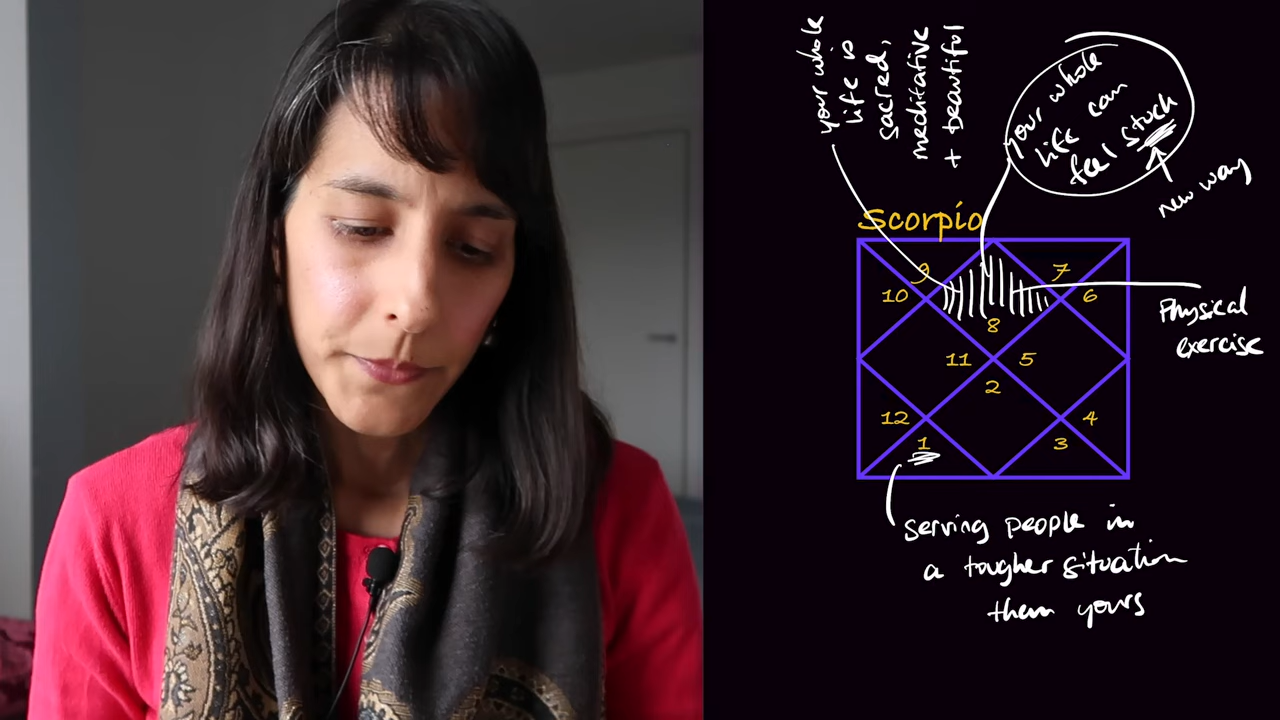 your whole
life is
sacred,
meditative
+ beautiful
your whole
life can
feel stuck
new way
Scorpio
9
7
10
6
8
11
5
2
12
4
1
3
Physical
exercise
serving people in
a tougher situation
them yours